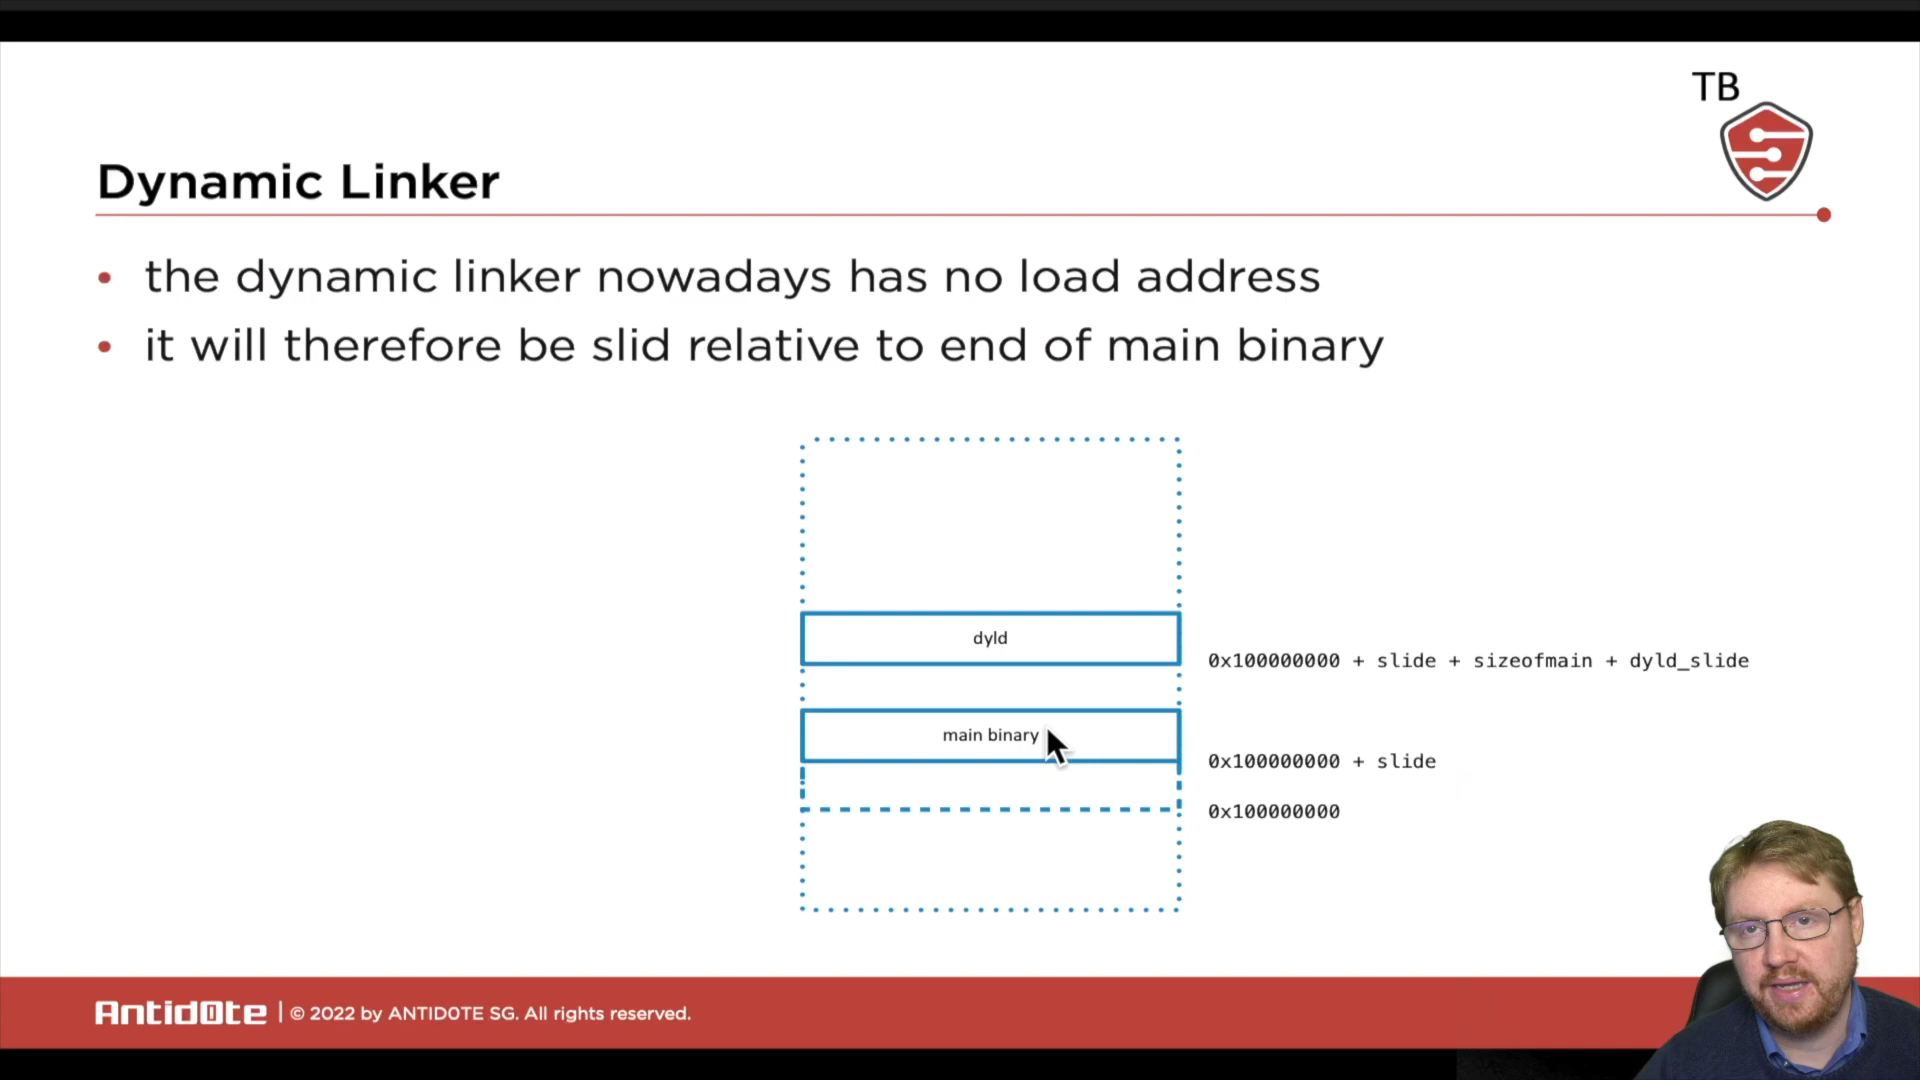 TB
Dynamic Linker
• the dynamic linker nowadays has no load address
• it will therefore be slid relative to end of main binary
dyld
0x100000000 + slide + sizeofmain + dyld_slide
main binary
0x100000000 + slide
0x100000000
Antid0te | © 2022 by ANTID0TE SG. All rights reserved.